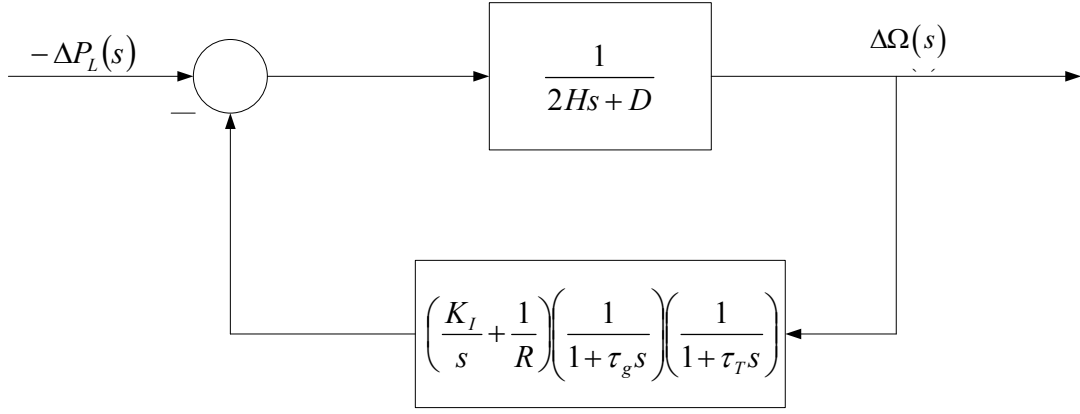 − ΔP_L(s)
ΔΩ(s)
1/(2Hs + D)
−
(K_I/s + 1/R)(1/(1 + τ_g s))(1/(1 + τ_T s))